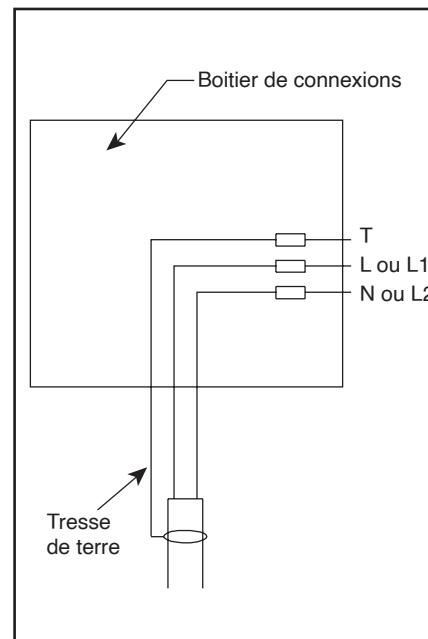 Boitier de connexions
T
L ou L1
N ou L2
Tresse
de terre